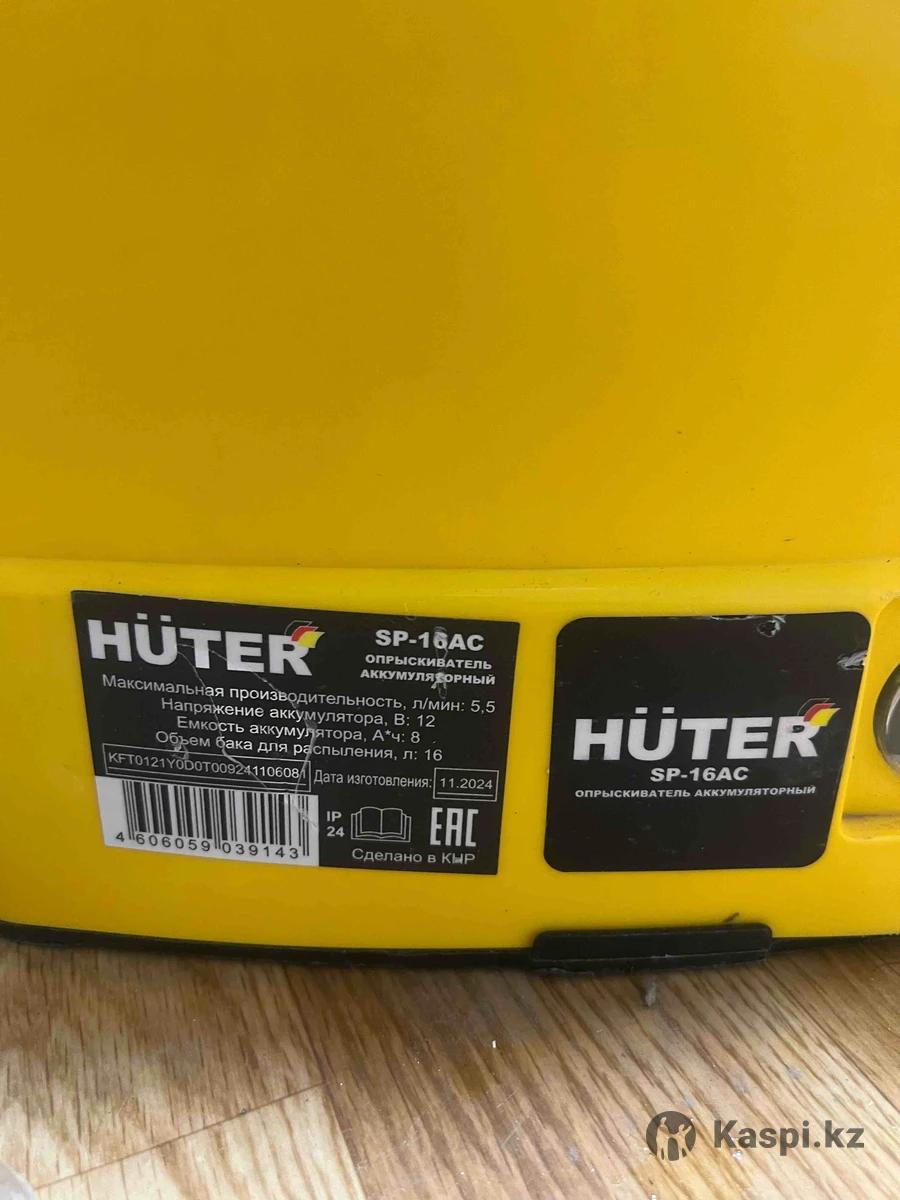 HÜTER
SP-16AC
ОПРЫСКИВАТЕЛЬ
АККУМУЛЯТОРНЫЙ
Максимальная производительность, л/мин: 5,5
Напряжение аккумулятора, В: 12
Емкость аккумулятора, А*ч: 8
Объем бака для распыления, л: 16
KFT0121Y0D0T009241106081
Дата изготовления: 11.2024
IP
24
EAC
4 606059 039143
Сделано в КНР
HÜTER
SP-16AC
ОПРЫСКИВАТЕЛЬ АККУМУЛЯТОРНЫЙ
Kaspi.kz